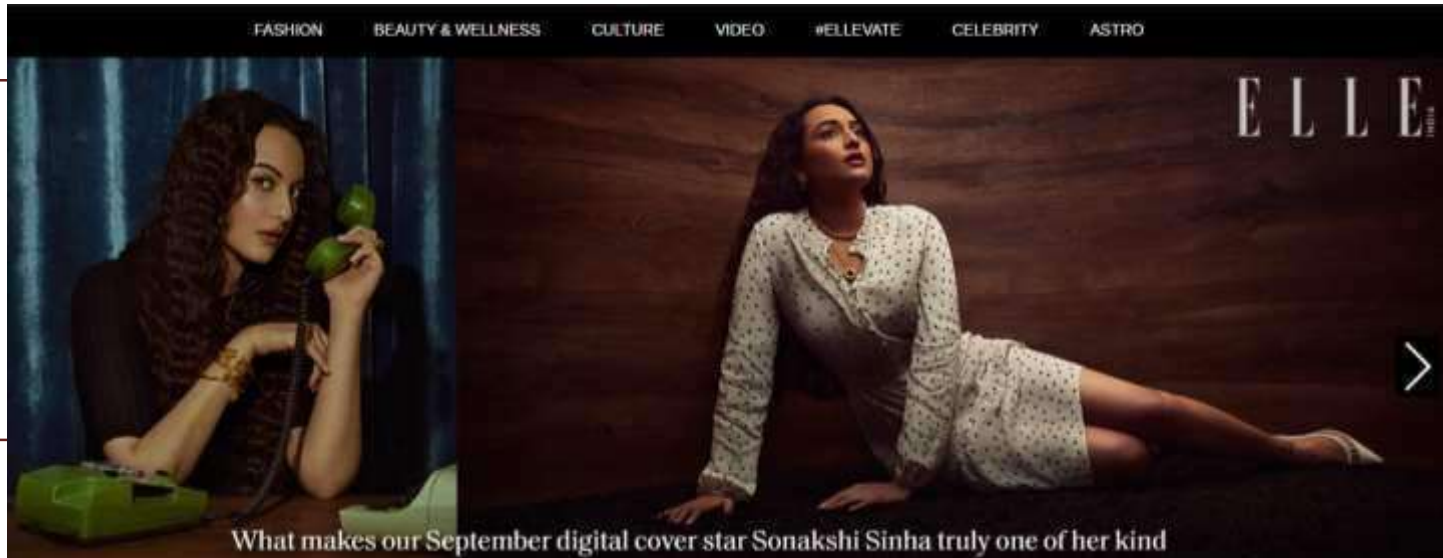 FASHION BEAUTY & WELLNESS CULTURE VIDEO #ELLEVATE CELEBRITY ASTRO
ELLE
INDIA
What makes our September digital cover star Sonakshi Sinha truly one of her kind